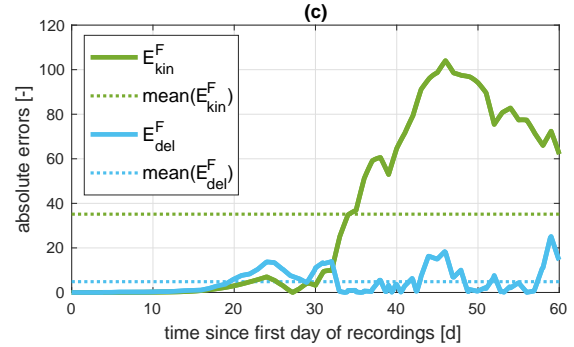 (c)
absolute errors [-]
120
100
80
60
40
20
0
E^F_kin
mean(E^F_kin)
E^F_del
mean(E^F_del)
0 10 20 30 40 50 60
time since first day of recordings [d]